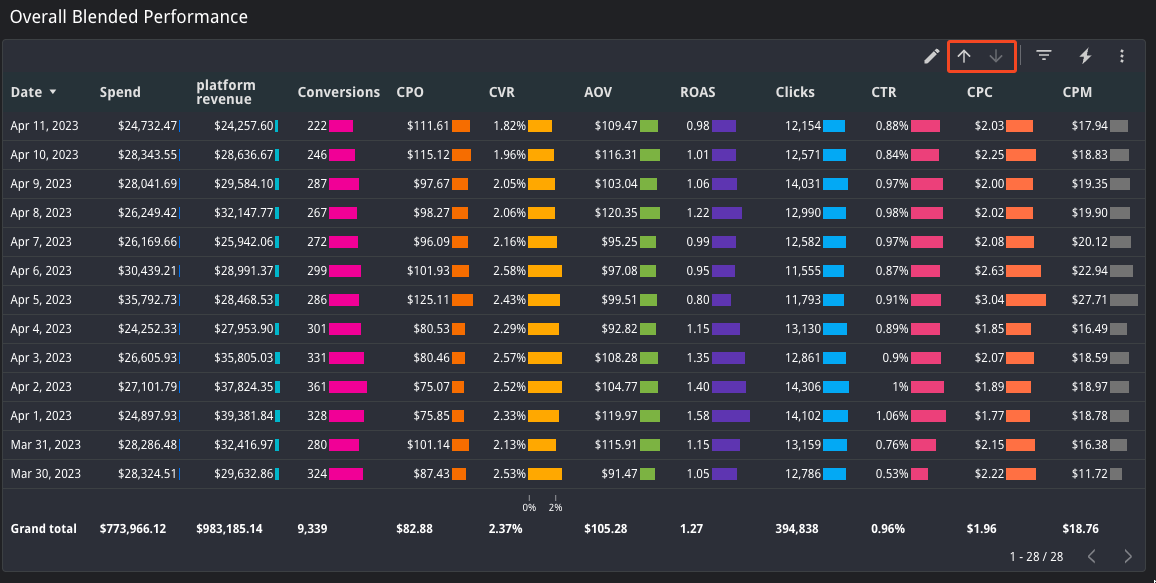 Overall Blended Performance
Date Spend platform revenue Conversions CPO CVR AOV ROAS Clicks CTR CPC CPM
Apr 11, 2023 $24,732.47 $24,257.60 222 $111.61 1.82% $109.47 0.98 12,154 0.88% $2.03 $17.94
Apr 10, 2023 $28,343.55 $28,636.67 246 $115.12 1.96% $116.31 1.01 12,571 0.84% $2.25 $18.83
Apr 9, 2023 $28,041.69 $29,584.10 287 $97.67 2.05% $103.04 1.06 14,031 0.97% $2.00 $19.35
Apr 8, 2023 $26,249.42 $32,147.77 267 $98.27 2.06% $120.35 1.22 12,990 0.98% $2.02 $19.90
Apr 7, 2023 $26,169.66 $25,942.06 272 $96.09 2.16% $95.25 0.99 12,582 0.97% $2.08 $20.12
Apr 6, 2023 $30,439.21 $28,991.37 299 $101.93 2.58% $97.08 0.95 11,555 0.87% $2.63 $22.94
Apr 5, 2023 $35,792.73 $28,468.53 286 $125.11 2.43% $99.51 0.80 11,793 0.91% $3.04 $27.71
Apr 4, 2023 $24,252.33 $27,953.90 301 $80.53 2.29% $92.82 1.15 13,130 0.89% $1.85 $16.49
Apr 3, 2023 $26,605.93 $35,805.03 331 $80.46 2.57% $108.28 1.35 12,861 0.9% $2.07 $18.59
Apr 2, 2023 $27,101.79 $37,824.35 361 $75.07 2.52% $104.77 1.40 14,306 1% $1.89 $18.97
Apr 1, 2023 $24,897.93 $39,381.84 328 $75.85 2.33% $119.97 1.58 14,102 1.06% $1.77 $18.78
Mar 31, 2023 $28,286.48 $32,416.97 280 $101.14 2.13% $115.91 1.15 13,159 0.76% $2.15 $16.38
Mar 30, 2023 $28,324.51 $29,632.86 324 $87.43 2.53% $91.47 1.05 12,786 0.53% $2.22 $11.72
0% 2%
Grand total $773,966.12 $983,185.14 9,339 $82.88 2.37% $105.28 1.27 394,838 0.96% $1.96 $18.76
1 - 28 / 28